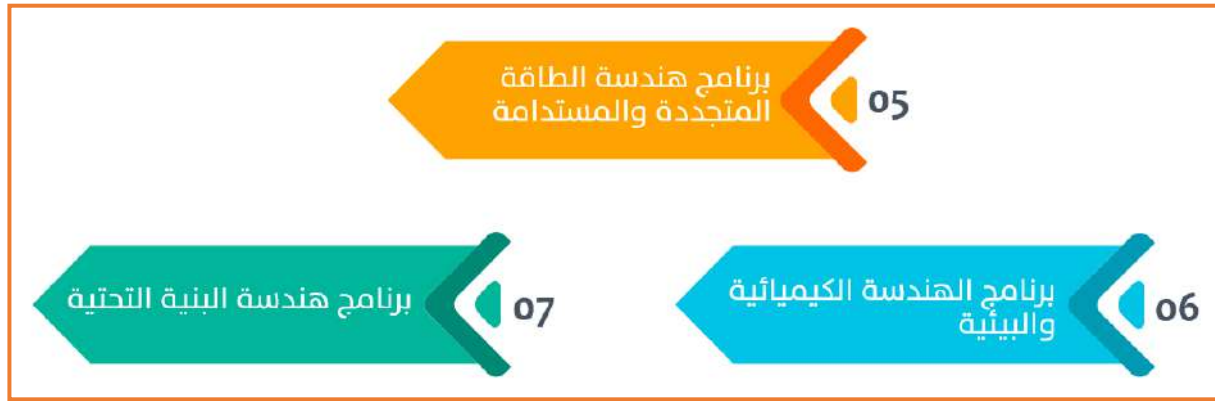 05
برنامج هندسة الطاقة
المتجددة والمستدامة
06
برنامج الهندسة الكيميائية
والبيئية
07
برنامج هندسة البنية التحتية